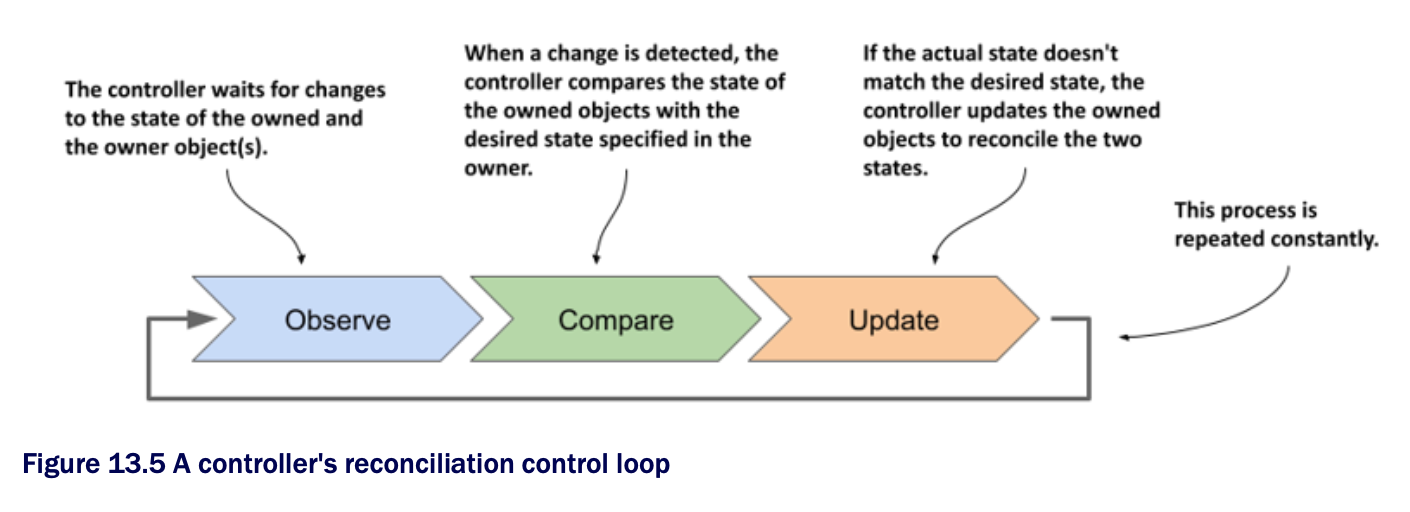 The controller waits for changes
to the state of the owned and
the owner object(s).
When a change is detected, the
controller compares the state of
the owned objects with the
desired state specified in the
owner.
If the actual state doesn't
match the desired state, the
controller updates the owned
objects to reconcile the two
states.
This process is
repeated constantly.
Observe
Compare
Update
Figure 13.5 A controller's reconciliation control loop